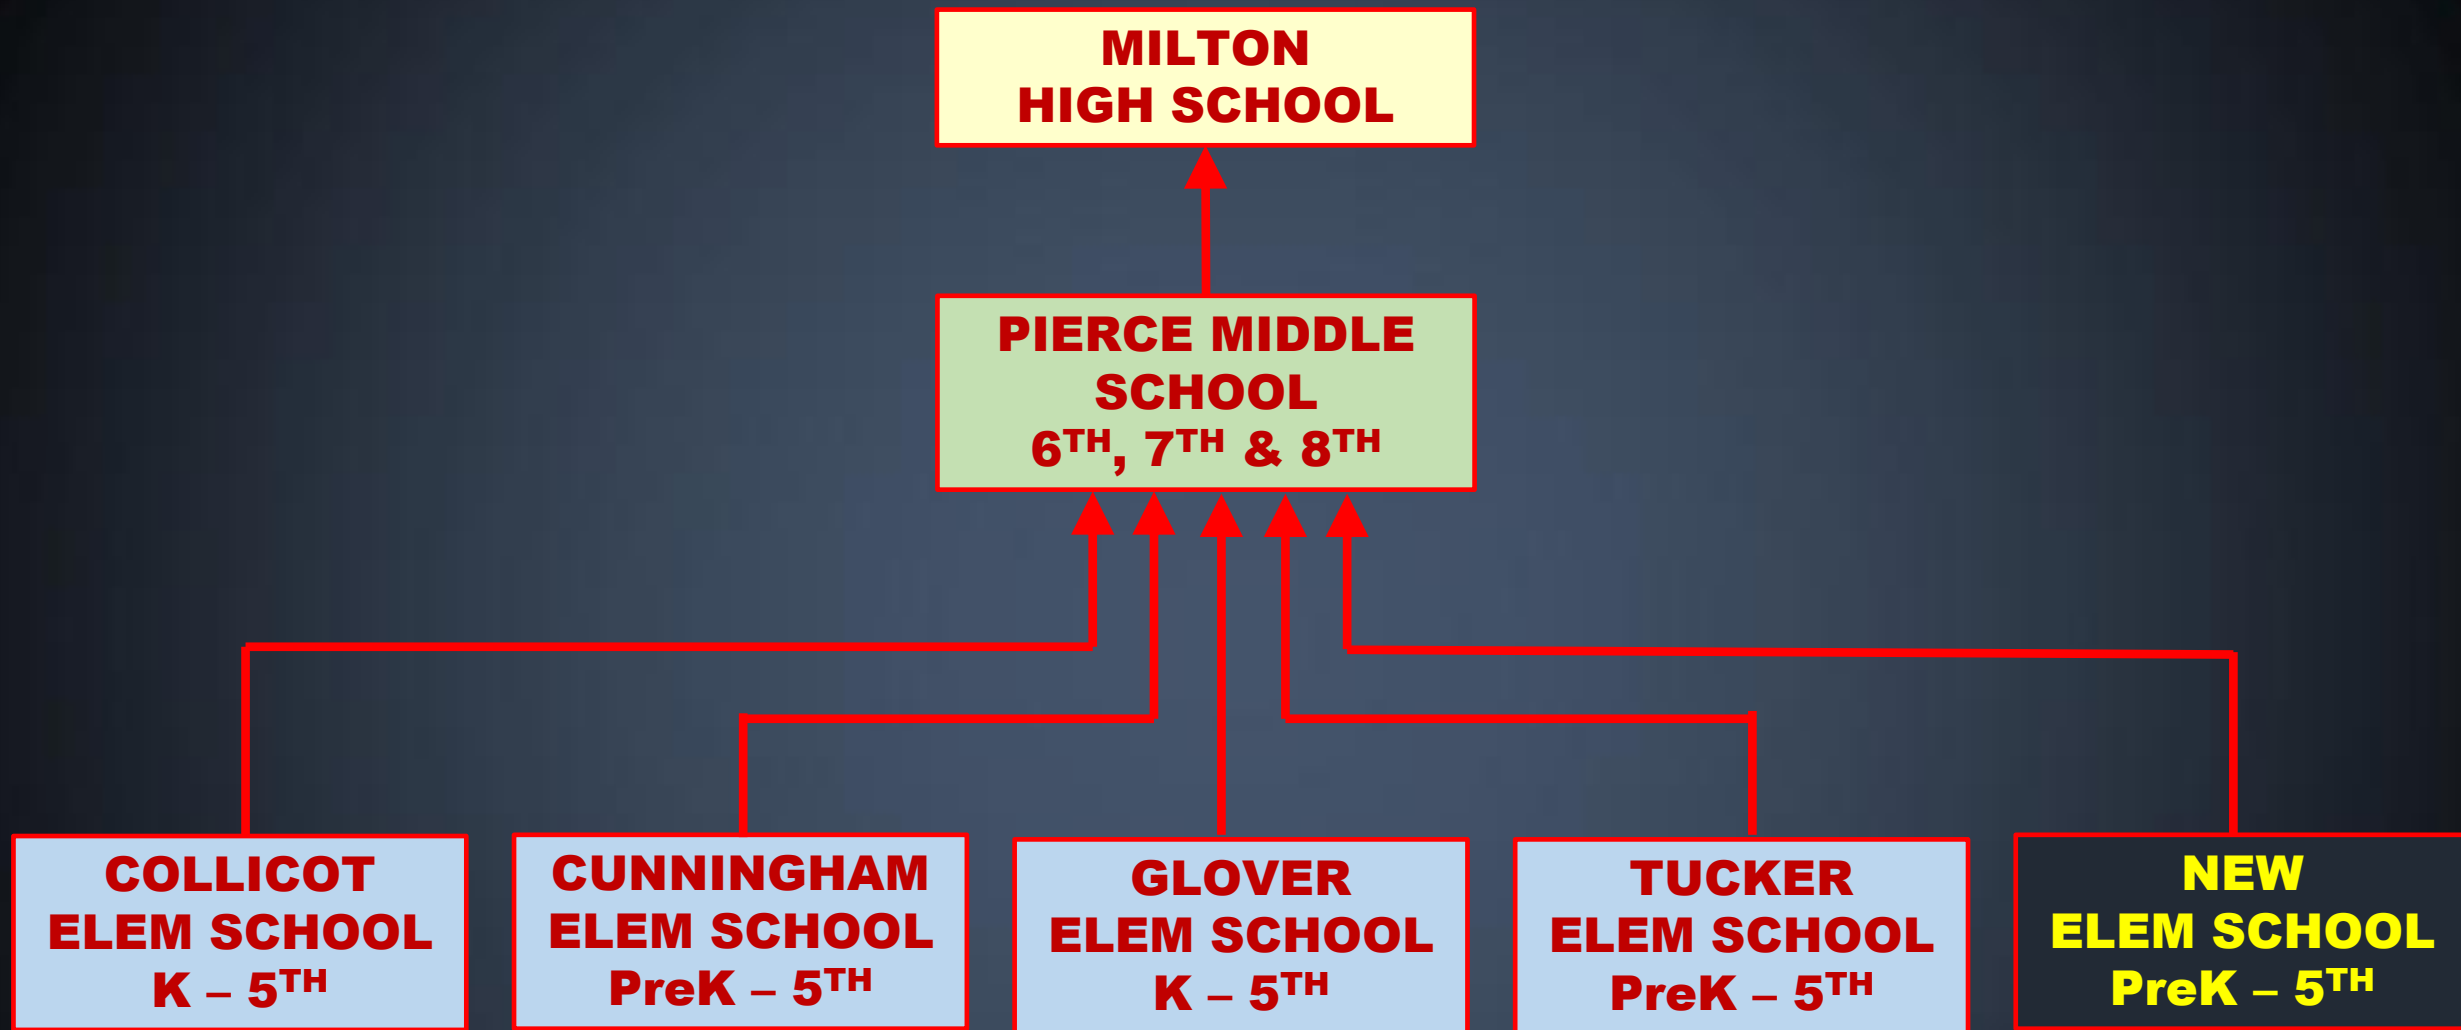 MILTON
HIGH SCHOOL
PIERCE MIDDLE
SCHOOL
6TH, 7TH & 8TH
COLLICOT
ELEM SCHOOL
K – 5TH
CUNNINGHAM
ELEM SCHOOL
PreK – 5TH
GLOVER
ELEM SCHOOL
K – 5TH
TUCKER
ELEM SCHOOL
PreK – 5TH
NEW
ELEM SCHOOL
PreK – 5TH